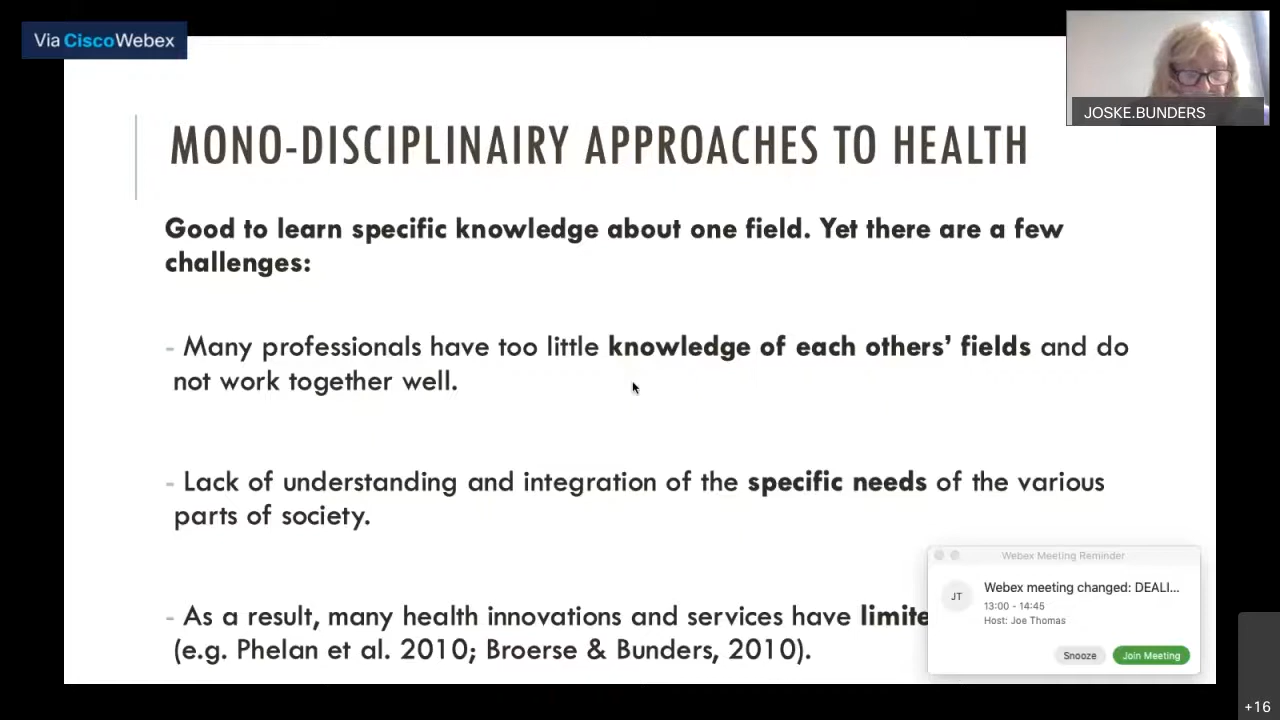 Via CiscoWebex
JOSKE.BUNDERS
MONO-DISCIPLINAIRY APPROACHES TO HEALTH
Good to learn specific knowledge about one field. Yet there are a few
challenges:
- Many professionals have too little knowledge of each others’ fields and do
not work together well.
- Lack of understanding and integration of the specific needs of the various
parts of society.
- As a result, many health innovations and services have limite
(e.g. Phelan et al. 2010; Broerse & Bunders, 2010).
Webex Meeting Reminder
JT
Webex meeting changed: DEALI...
13:00 - 14:45
Host: Joe Thomas
Snooze
Join Meeting
+16